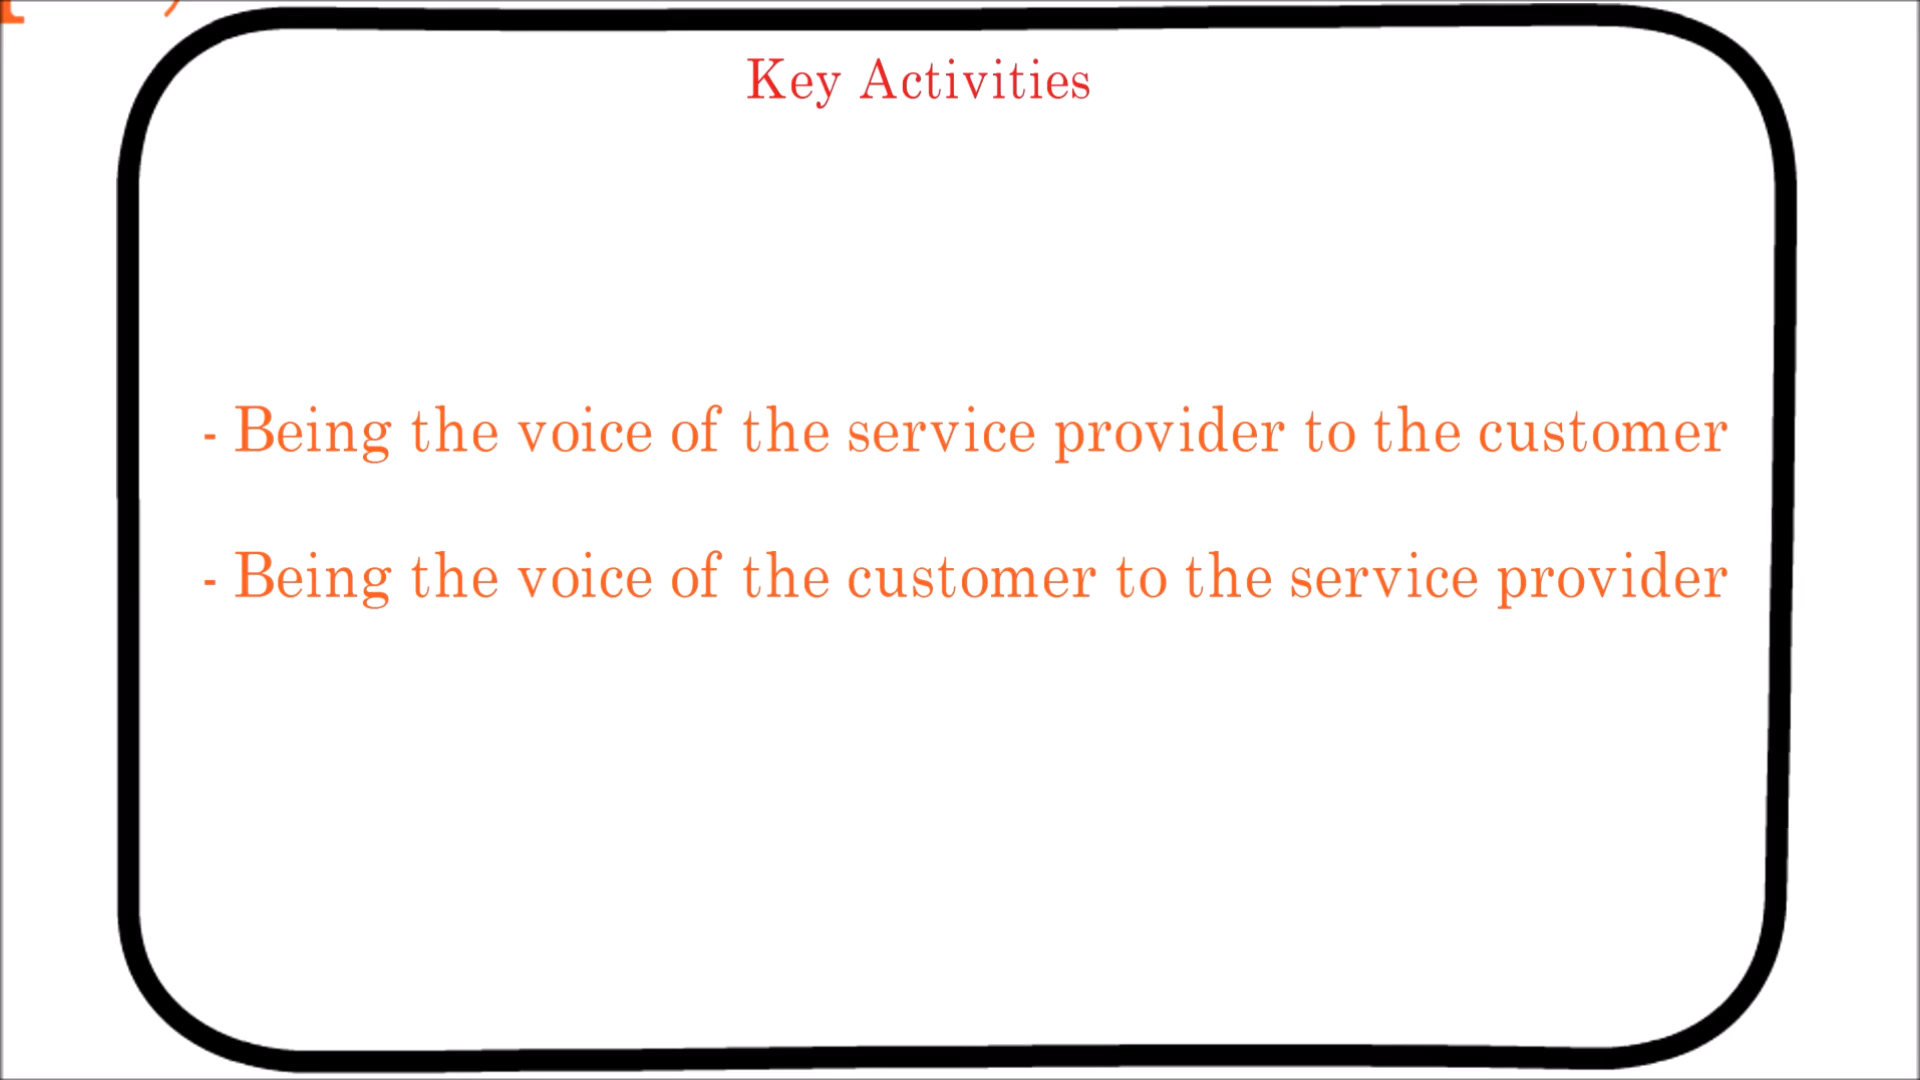 Key Activities
- Being the voice of the service provider to the customer
- Being the voice of the customer to the service provider